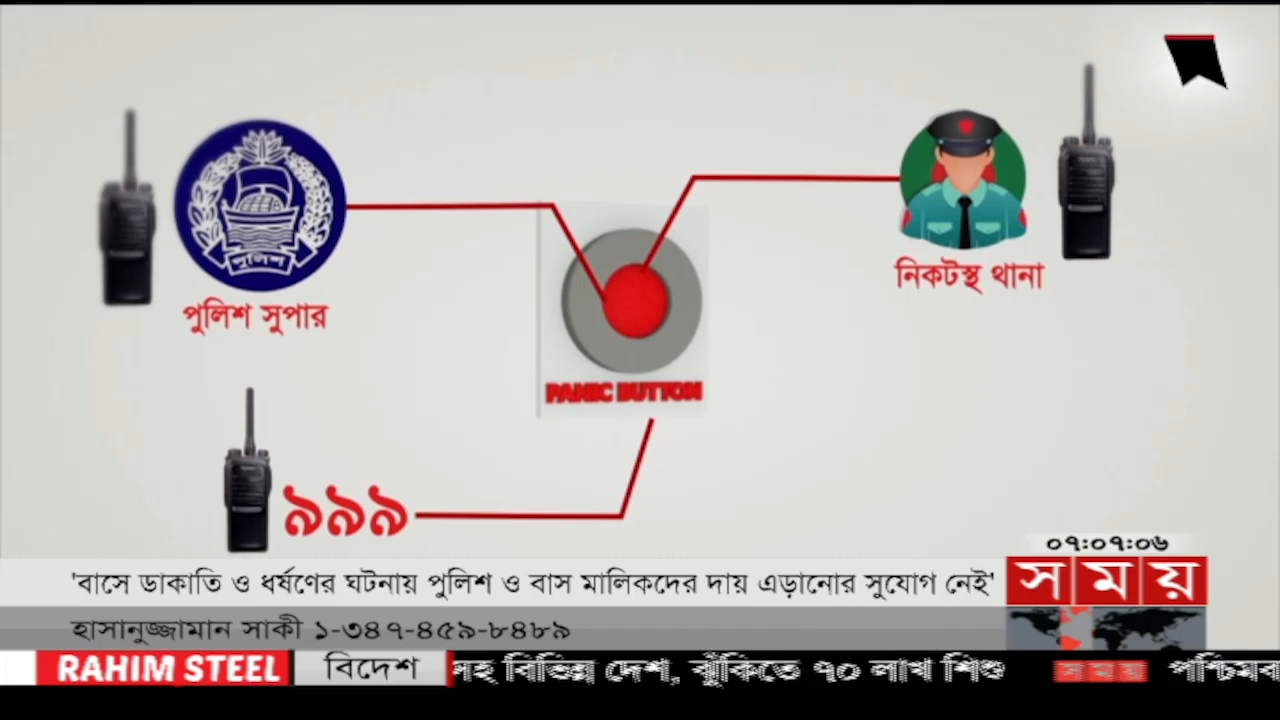 পুলিশ
পুলিশ সুপার
নিকটস্থ থানা
PANIC BUTTON
৯৯৯
০৭:০৭:০৬
'বাসে ডাকাতি ও ধর্ষণের ঘটনায় পুলিশ ও বাস মালিকদের দায় এড়ানোর সুযোগ নেই'
সময়
হাসানুজ্জামান সাকী ১-৩৪৭-৪৫৯-৮৪৮৯
RAHIM STEEL বিদেশ সহ বিভিন্ন দেশ, ঝুঁকিতে ৭০ লাখ শিশু সময়